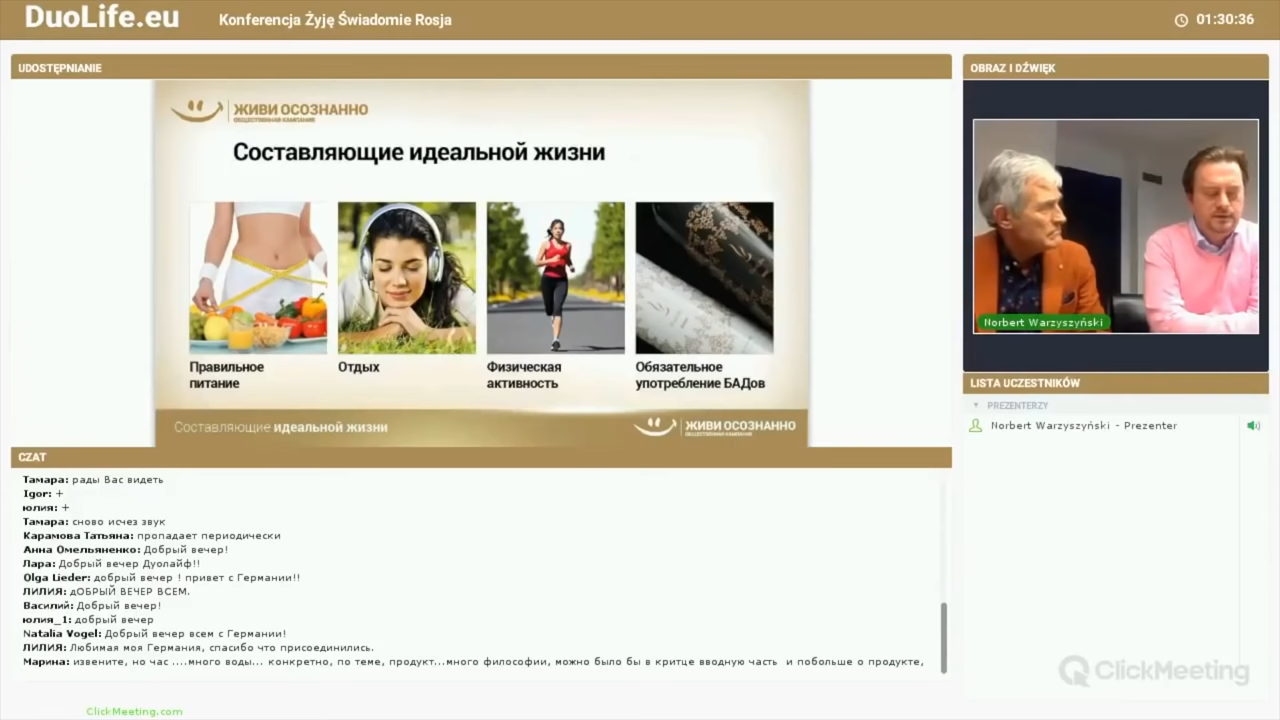 DuoLife.eu
Konferencja Żyję Świadomie Rosja
01:30:36
UDOSTĘPNIANIE
OBRAZ I DŹWIĘK
ЖИВИ ОСОЗНАННО
ОБЩЕСТВЕННАЯ КАМПАНИЯ
Составляющие идеальной жизни
Правильное
питание
Отдых
Физическая
активность
Обязательное
употребление БАДов
Составляющие идеальной жизни
ЖИВИ ОСОЗНАННО
ОБЩЕСТВЕННАЯ КАМПАНИЯ
Norbert Warzyszyński
LISTA UCZESTNIKÓW
PREZENTERZY
Norbert Warzyszyński - Prezenter
CZAT
Тамара: рады Вас видеть
Igor: +
юлия: +
Тамара: сново исчез звук
Карамова Татьяна: пропадает периодически
Анна Омельяненко: Добрый вечер!
Лара: Добрый вечер Дуолайф!!
Olga Lieder: добрый вечер ! привет с Германии!!
ЛИЛИЯ: дОБРЫЙ ВЕЧЕР ВСЕМ.
Василий: Добрый вечер!
юлия_1: добрый вечер
Natalia Vogel: Добрый вечер всем с Германии!
ЛИЛИЯ: Любимая моя Германия, спасибо что присоединились.
Марина: извените, но час ....много воды... конкретно, по теме, продукт...много философии, можно было бы в критце вводную часть и побольше о продукте,
ClickMeeting
ClickMeeting.com